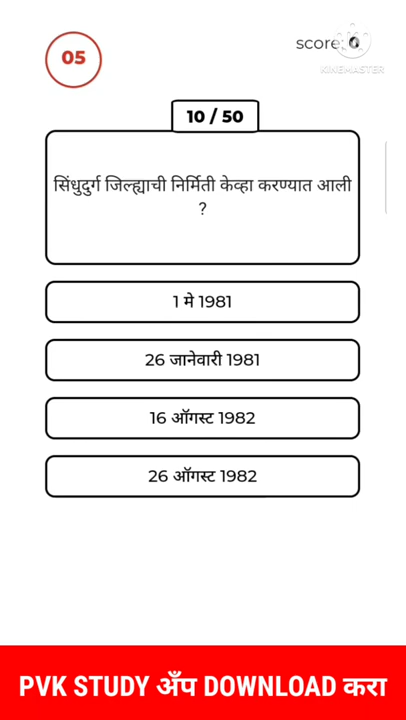 05
score: 0
KINEMASTER
10 / 50
सिंधुदुर्ग जिल्ह्याची निर्मिती केव्हा करण्यात आली
?
1 मे 1981
26 जानेवारी 1981
16 ऑगस्ट 1982
26 ऑगस्ट 1982
PVK STUDY अँप DOWNLOAD करा